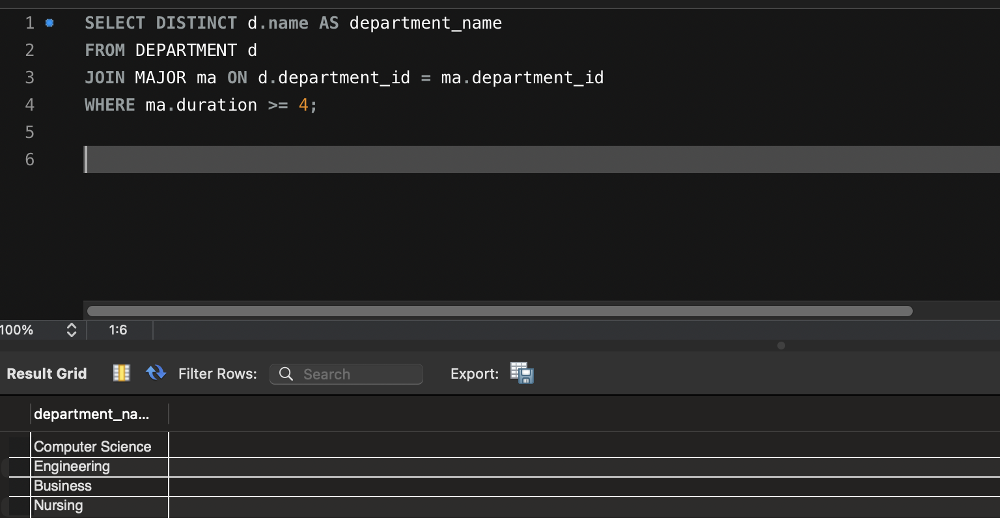 1 SELECT DISTINCT d.name AS department_name
2 FROM DEPARTMENT d
3 JOIN MAJOR ma ON d.department_id = ma.department_id
4 WHERE ma.duration >= 4;
5
6
100% 1:6
Result Grid Filter Rows: Search Export:
department_na...
Computer Science
Engineering
Business
Nursing